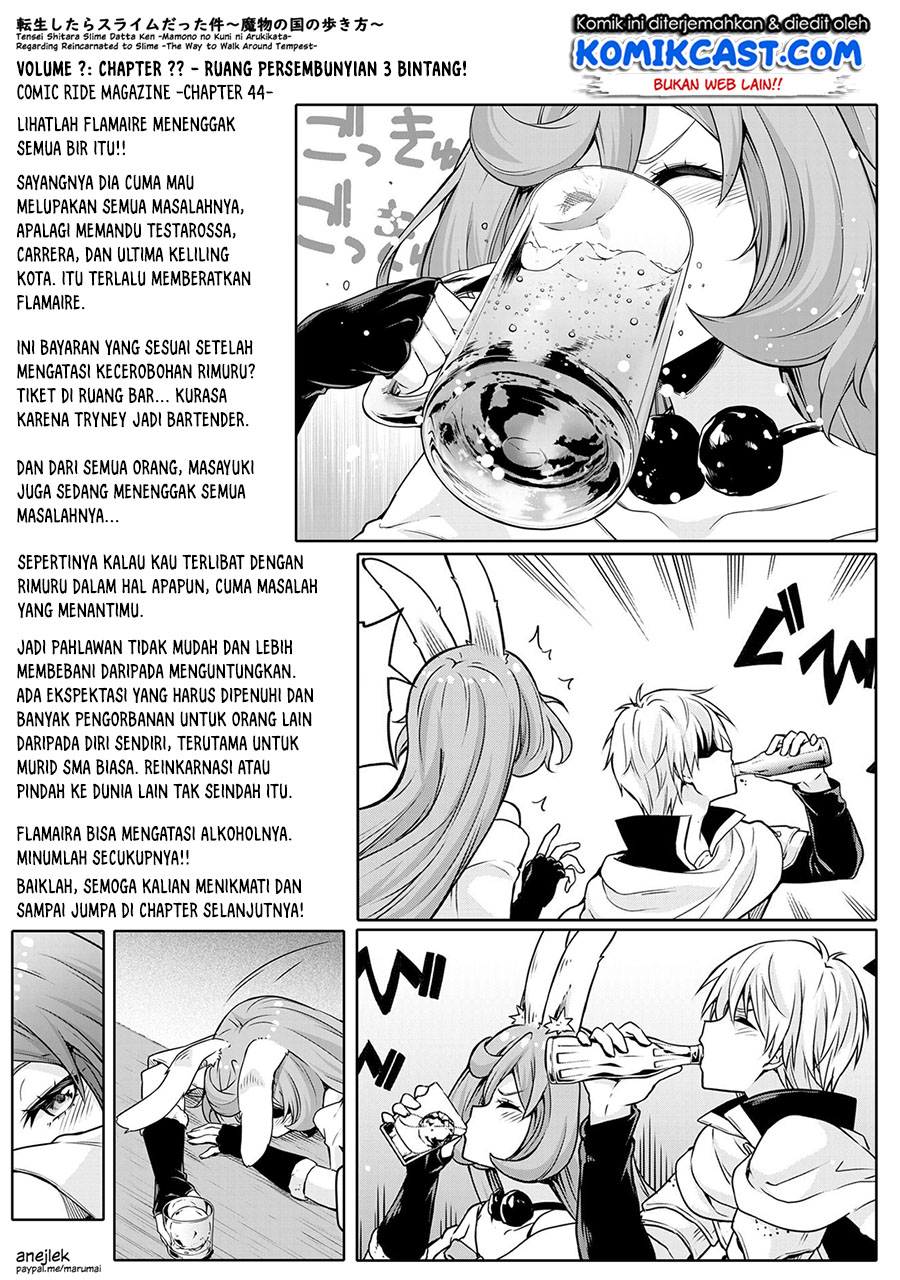 転生したらスライムだった件～魔物の国の歩き方～
Tensei Shitara Slime Datta Ken -Mamono no Kuni ni Arukikata-
Regarding Reincarnated to Slime -The Way to Walk Around Tempest-
Komik ini diterjemahkan & diedit oleh
KOMIKCAST.COM
BUKAN WEB LAIN!!
VOLUME ?: CHAPTER ?? - RUANG PERSEMBUNYIAN 3 BINTANG!
COMIC RIDE MAGAZINE -CHAPTER 44-
LIHATLAH FLAMAIRE MENENGGAK
SEMUA BIR ITU!!
SAYANGNYA DIA CUMA MAU
MELUPAKAN SEMUA MASALAHNYA,
APALAGI MEMANDU TESTAROSSA,
CARRERA, DAN ULTIMA KELILING
KOTA. ITU TERLALU MEMBERATKAN
FLAMAIRE.
INI BAYARAN YANG SESUAI SETELAH
MENGATASI KECEROBOHAN RIMURU?
TIKET DI RUANG BAR... KURASA
KARENA TRYNEY JADI BARTENDER.
DAN DARI SEMUA ORANG, MASAYUKI
JUGA SEDANG MENENGGAK SEMUA
MASALAHNYA...
SEPERTINYA KALAU KAU TERLIBAT DENGAN
RIMURU DALAM HAL APAPUN, CUMA MASALAH
YANG MENANTIMU.
JADI PAHLAWAN TIDAK MUDAH DAN LEBIH
MEMBEBANI DARIPADA MENGUNTUNGKAN.
ADA EKSPEKTASI YANG HARUS DIPENUHI DAN
BANYAK PENGORBANAN UNTUK ORANG LAIN
DARIPADA DIRI SENDIRI, TERUTAMA UNTUK
MURID SMA BIASA. REINKARNASI ATAU
PINDAH KE DUNIA LAIN TAK SEINDAH ITU.
FLAMAIRA BISA MENGATASI ALKOHOLNYA.
MINUMLAH SECUKUPNYA!!
BAIKLAH, SEMOGA KALIAN MENIKMATI DAN
SAMPAI JUMPA DI CHAPTER SELANJUTNYA!
anejlek
paypal.me/marumai